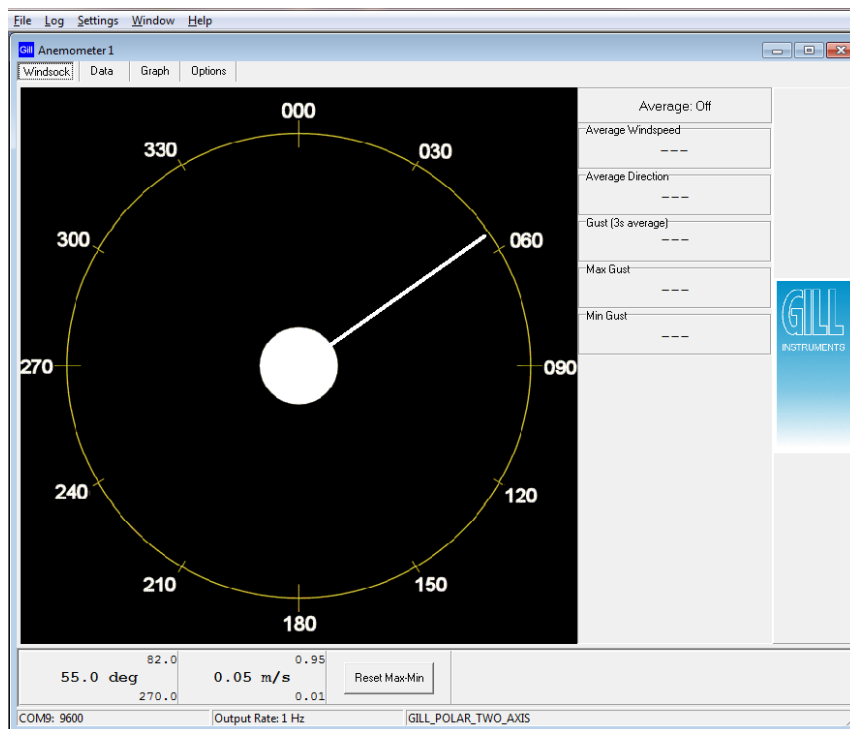 File Log Settings Window Help
Gill Anemometer 1
Windsock Data Graph Options
000
330
030
300
060
270
090
240
120
210
150
180
Average: Off
Average Windspeed
---
Average Direction
---
Gust (3s average)
---
Max Gust
---
Min Gust
---
GILL
INSTRUMENTS
82.0
55.0 deg
270.0
0.95
0.05 m/s
0.01
Reset Max-Min
COM9: 9600
Output Rate: 1 Hz
GILL_POLAR_TWO_AXIS